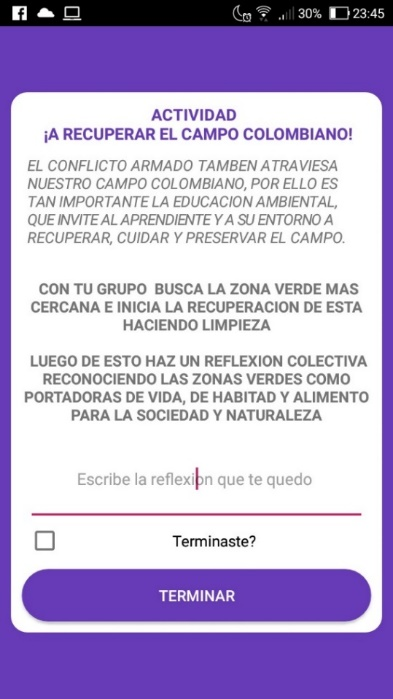 30% 23:45
ACTIVIDAD
¡A RECUPERAR EL CAMPO COLOMBIANO!
EL CONFLICTO ARMADO TAMBEN ATRAVIESA
NUESTRO CAMPO COLOMBIANO, POR ELLO ES
TAN IMPORTANTE LA EDUCACION AMBIENTAL,
QUE INVITE AL APRENDIENTE Y A SU ENTORNO A
RECUPERAR, CUIDAR Y PRESERVAR EL CAMPO.
CON TU GRUPO BUSCA LA ZONA VERDE MAS
CERCANA E INICIA LA RECUPERACION DE ESTA
HACIENDO LIMPIEZA
LUEGO DE ESTO HAZ UN REFLEXION COLECTIVA
RECONOCIENDO LAS ZONAS VERDES COMO
PORTADORAS DE VIDA, DE HABITAD Y ALIMENTO
PARA LA SOCIEDAD Y NATURALEZA
Escribe la reflexion que te quedo
Terminaste?
TERMINAR